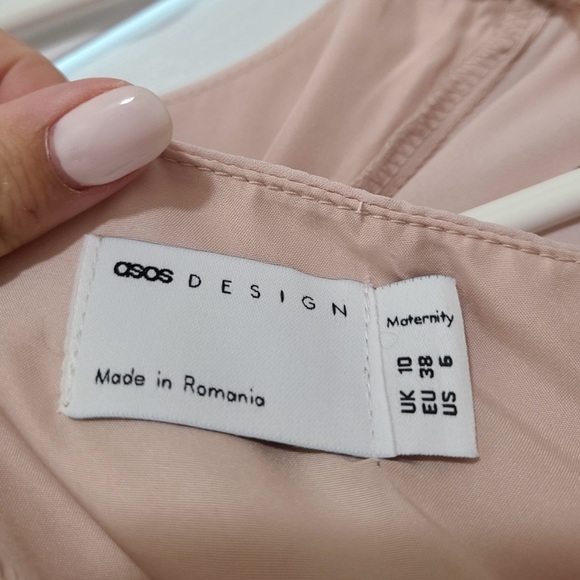 asos DESIGN
Made in Romania
Maternity
UK 10
EU 38
US 6